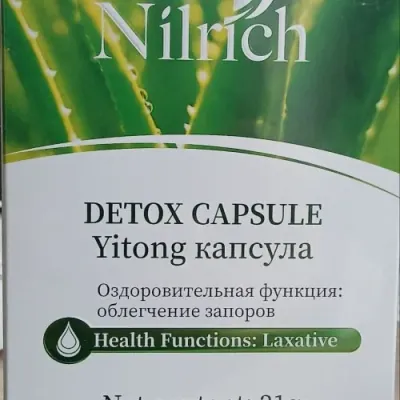 Nilrich
DETOX CAPSULE
Yitong капсула
Оздоровительная функция:
облегчение запоров
Health Functions: Laxative